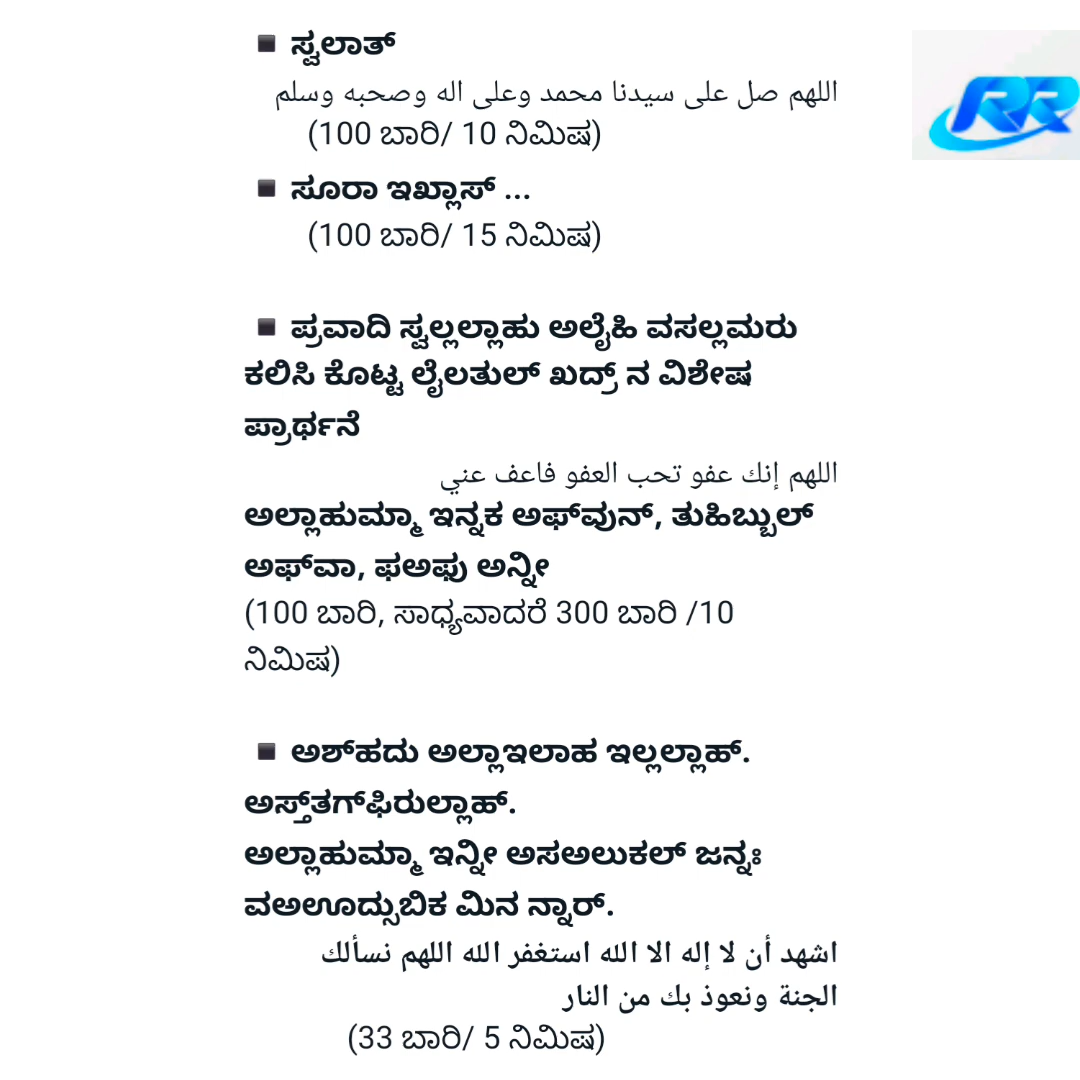 ▪ ಸ್ವಲಾತ್
اللهم صل على سيدنا محمد وعلى اله وصحبه وسلم
(100 ಬಾರಿ/ 10 ನಿಮಿಷ)
▪ ಸೂರಾ ಇಖ್ಲಾಸ್ ...
(100 ಬಾರಿ/ 15 ನಿಮಿಷ)
▪ ಪ್ರವಾದಿ ಸ್ವಲ್ಲಲ್ಲಾಹು ಅಲೈಹಿ ವಸಲ್ಲಮರು
ಕಲಿಸಿ ಕೊಟ್ಟ ಲೈಲತುಲ್ ಖದ್ರ್ ನ ವಿಶೇಷ
ಪ್ರಾರ್ಥನೆ
اللهم إنك عفو تحب العفو فاعف عني
ಅಲ್ಲಾಹುಮ್ಮಾ ಇನ್ನಕ ಅಫ್‌ವುನ್, ತುಹಿಬ್ಬುಲ್
ಅಫ್‌ವಾ, ಫಅಫು ಅನ್ನೀ
(100 ಬಾರಿ, ಸಾಧ್ಯವಾದರೆ 300 ಬಾರಿ /10
ನಿಮಿಷ)
▪ ಅಶ್‌ಹದು ಅಲ್ಲಾಇಲಾಹ ಇಲ್ಲಲ್ಲಾಹ್.
ಅಸ್ತ್‌ತಗ್‌ಫಿರುಲ್ಲಾಹ್.
ಅಲ್ಲಾಹುಮ್ಮಾ ಇನ್ನೀ ಅಸಅಲುಕಲ್ ಜನ್ನಃ
ವಅಊದ್ಸುಬಿಕ ಮಿನ ನ್ನಾರ್.
اشهد أن لا إله الا الله استغفر الله اللهم نسألك
الجنة ونعوذ بك من النار
(33 ಬಾರಿ/ 5 ನಿಮಿಷ)
RR